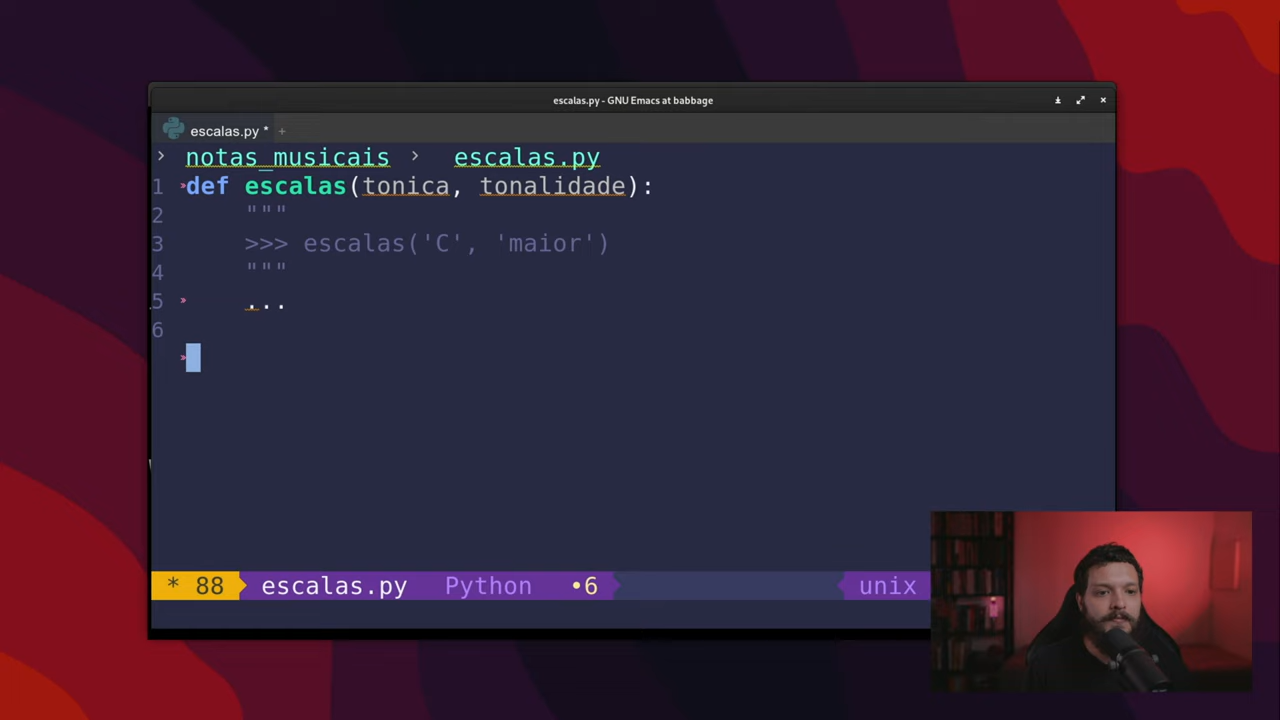 escalas.py - GNU Emacs at babbage
escalas.py * +
> notas_musicais > escalas.py
1 def escalas(tonica, tonalidade):
2 """
3 >>> escalas('C', 'maior')
4 """
5 ...
6
* 88 escalas.py Python •6 unix